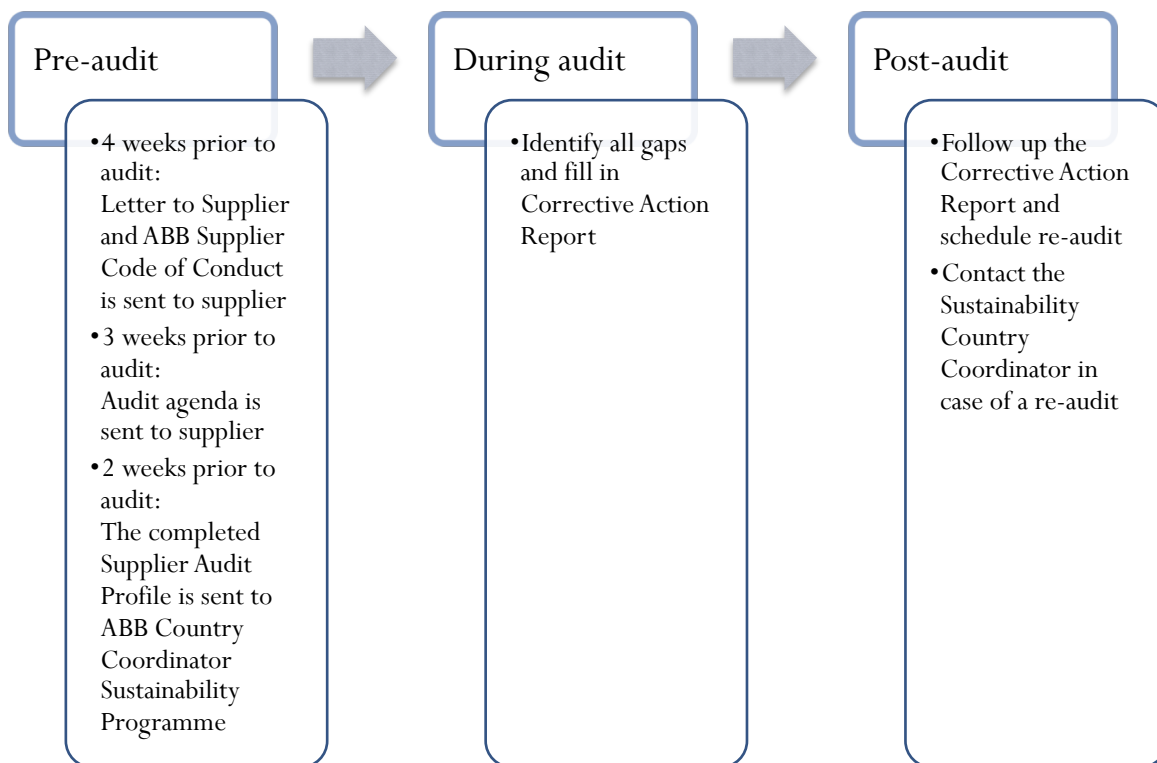 Pre-audit
•4 weeks prior to
audit:
Letter to Supplier
and ABB Supplier
Code of Conduct
is sent to supplier
•3 weeks prior to
audit:
Audit agenda is
sent to supplier
•2 weeks prior to
audit:
The completed
Supplier Audit
Profile is sent to
ABB Country
Coordinator
Sustainability
Programme
During audit
•Identify all gaps
and fill in
Corrective Action
Report
Post-audit
•Follow up the
Corrective Action
Report and
schedule re-audit
•Contact the
Sustainability
Country
Coordinator in
case of a re-audit